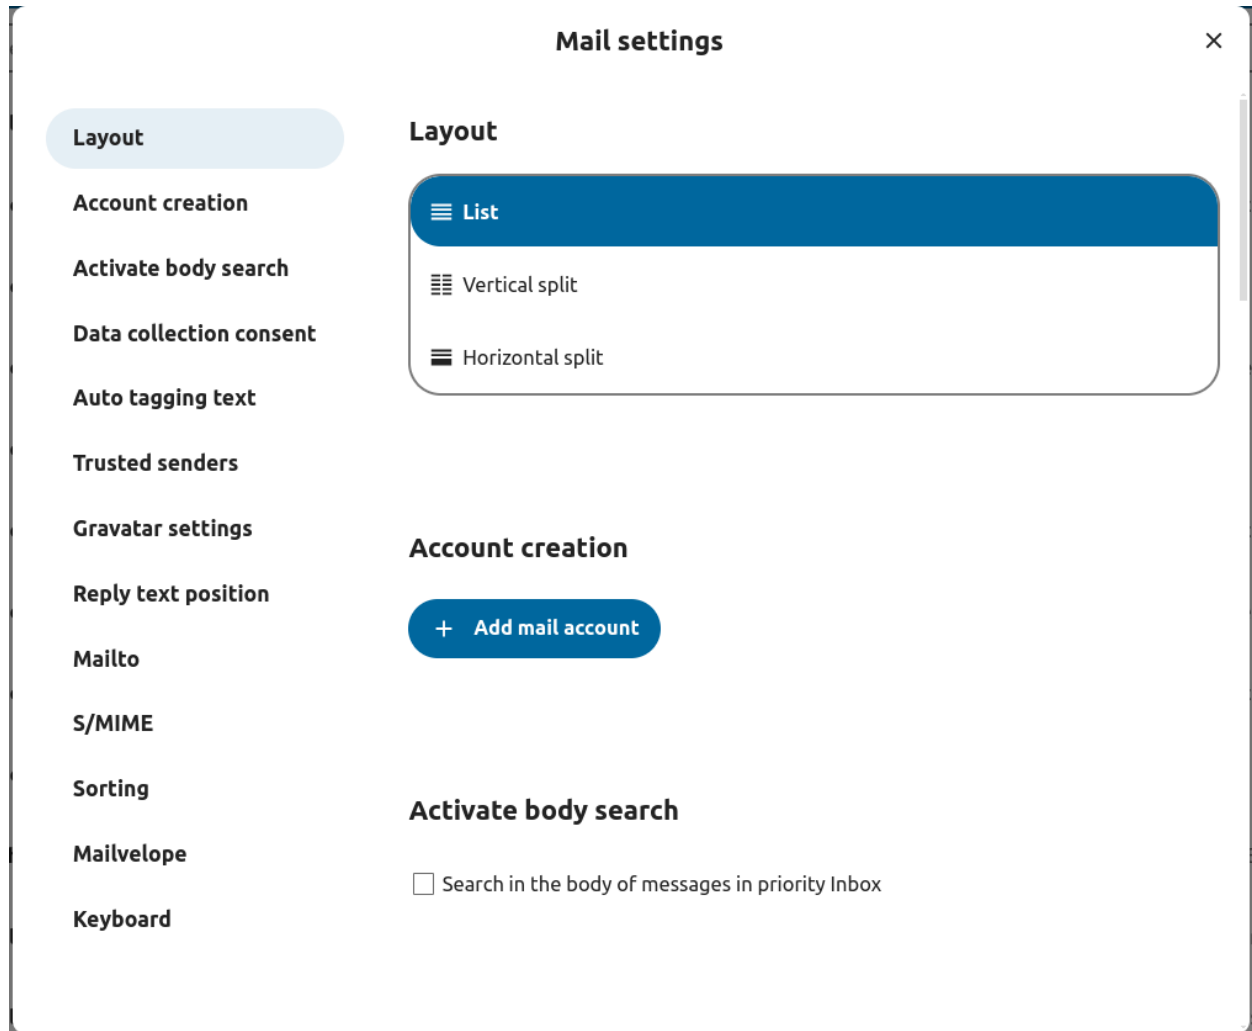 Mail settings
Layout
Account creation
Activate body search
Data collection consent
Auto tagging text
Trusted senders
Gravatar settings
Reply text position
Mailto
S/MIME
Sorting
Mailvelope
Keyboard
Layout
List
Vertical split
Horizontal split
Account creation
+ Add mail account
Activate body search
Search in the body of messages in priority Inbox